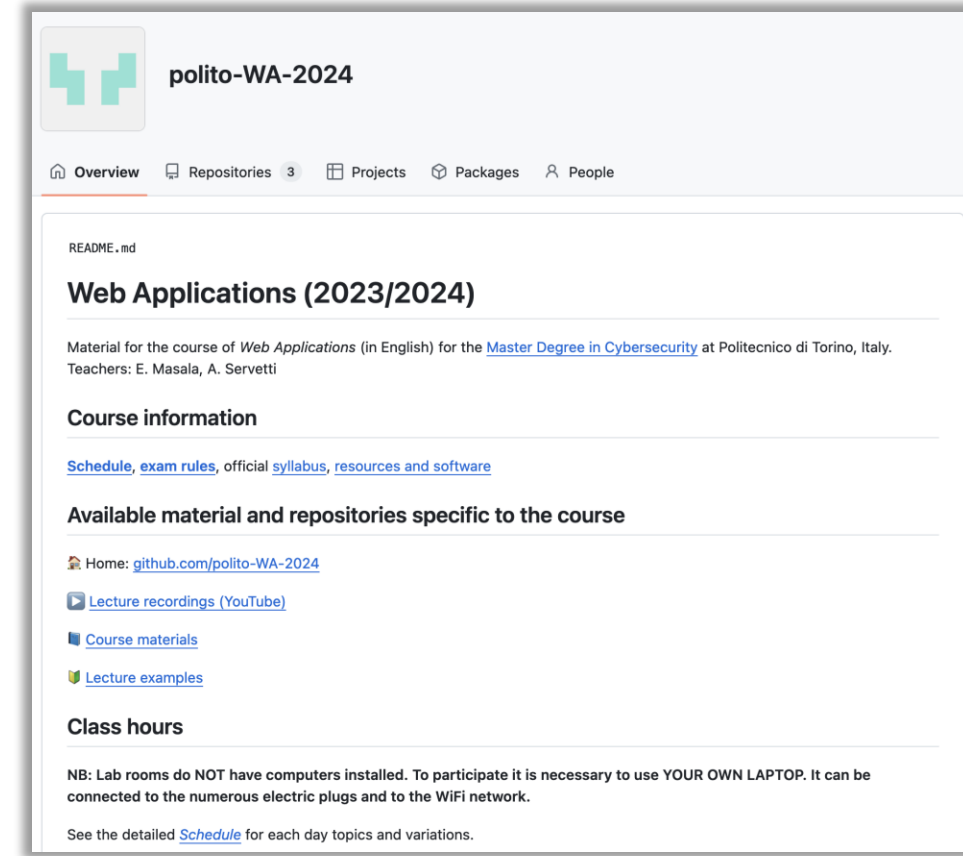 polito-WA-2024
Overview Repositories 3 Projects Packages People
README.md
Web Applications (2023/2024)
Material for the course of Web Applications (in English) for the Master Degree in Cybersecurity at Politecnico di Torino, Italy.
Teachers: E. Masala, A. Servetti
Course information
Schedule, exam rules, official syllabus, resources and software
Available material and repositories specific to the course
Home: github.com/polito-WA-2024
Lecture recordings (YouTube)
Course materials
Lecture examples
Class hours
NB: Lab rooms do NOT have computers installed. To participate it is necessary to use YOUR OWN LAPTOP. It can be
connected to the numerous electric plugs and to the WiFi network.
See the detailed Schedule for each day topics and variations.